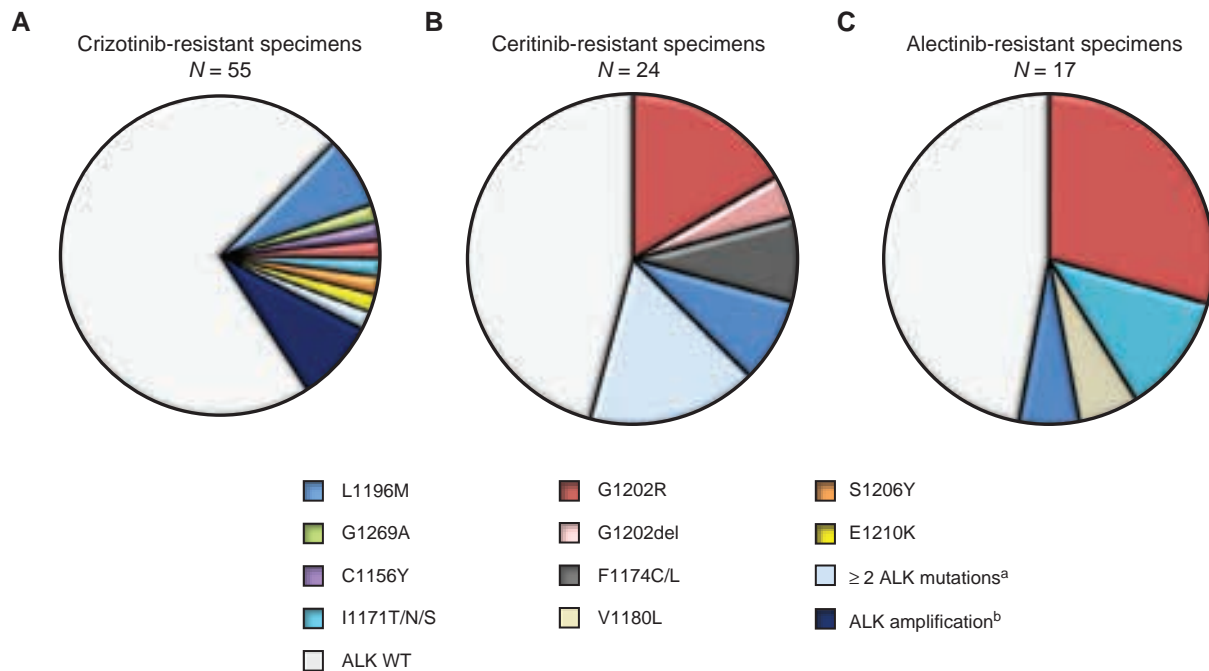 A
Crizotinib-resistant specimens
N = 55
B
Ceritinib-resistant specimens
N = 24
C
Alectinib-resistant specimens
N = 17
L1196M
G1269A
C1156Y
I1171T/N/S
ALK WT
G1202R
G1202del
F1174C/L
V1180L
S1206Y
E1210K
≥ 2 ALK mutationsᵃ
ALK amplificationᵇ